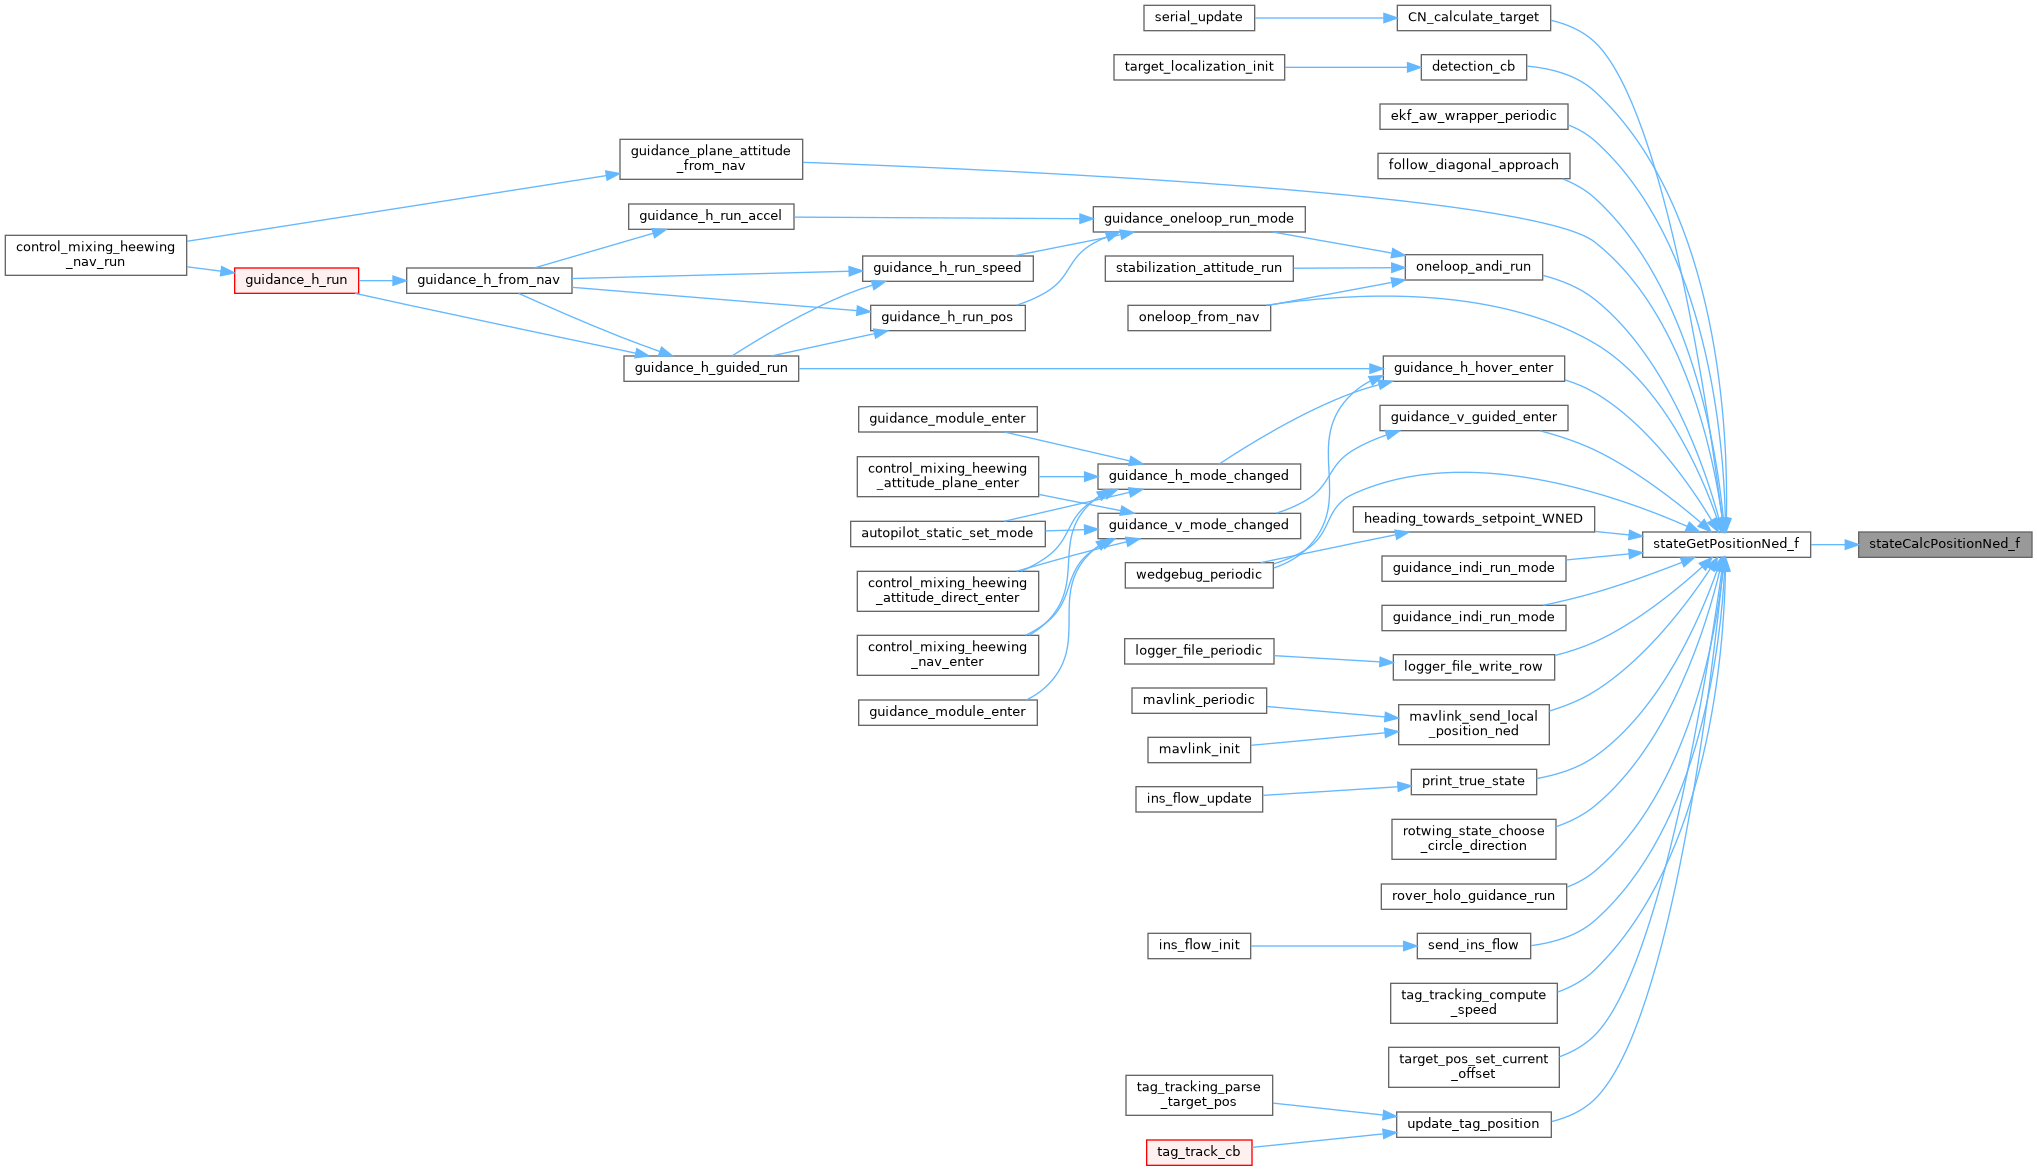 serial_update
CN_calculate_target
target_localization_init
detection_cb
ekf_aw_wrapper_periodic
guidance_plane_attitude
_from_nav
follow_diagonal_approach
guidance_h_run_accel
guidance_oneloop_run_mode
control_mixing_heewing
_nav_run
guidance_h_run
guidance_h_from_nav
guidance_h_run_speed
stabilization_attitude_run
oneloop_andi_run
guidance_h_run_pos
oneloop_from_nav
guidance_h_guided_run
guidance_h_hover_enter
guidance_module_enter
guidance_v_guided_enter
control_mixing_heewing
_attitude_plane_enter
guidance_h_mode_changed
autopilot_static_set_mode
guidance_v_mode_changed
heading_towards_setpoint_WNED
stateGetPositionNed_f
stateCalcPositionNed_f
control_mixing_heewing
_attitude_direct_enter
wedgebug_periodic
guidance_indi_run_mode
guidance_indi_run_mode
control_mixing_heewing
_nav_enter
logger_file_periodic
logger_file_write_row
guidance_module_enter
mavlink_periodic
mavlink_send_local
_position_ned
mavlink_init
print_true_state
ins_flow_update
rotwing_state_choose
_circle_direction
rover_holo_guidance_run
ins_flow_init
send_ins_flow
tag_tracking_compute
_speed
target_pos_set_current
_offset
tag_tracking_parse
_target_pos
update_tag_position
tag_track_cb